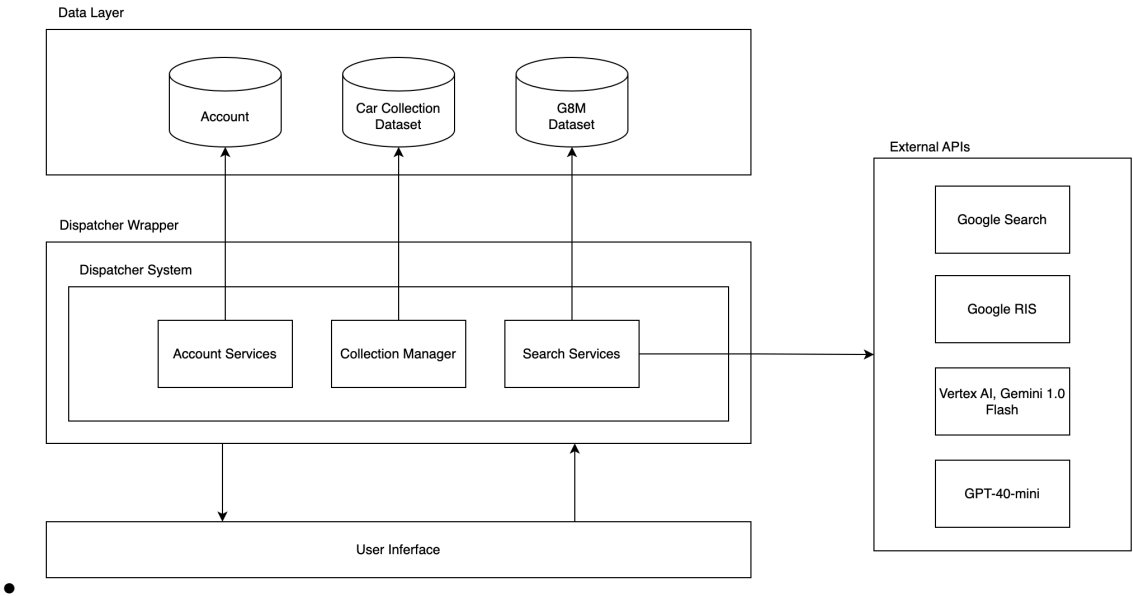 Data Layer
Account
Car Collection
Dataset
G8M
Dataset
External APIs
Google Search
Google RIS
Vertex AI, Gemini 1.0
Flash
GPT-40-mini
Dispatcher Wrapper
Dispatcher System
Account Services
Collection Manager
Search Services
User Inferface